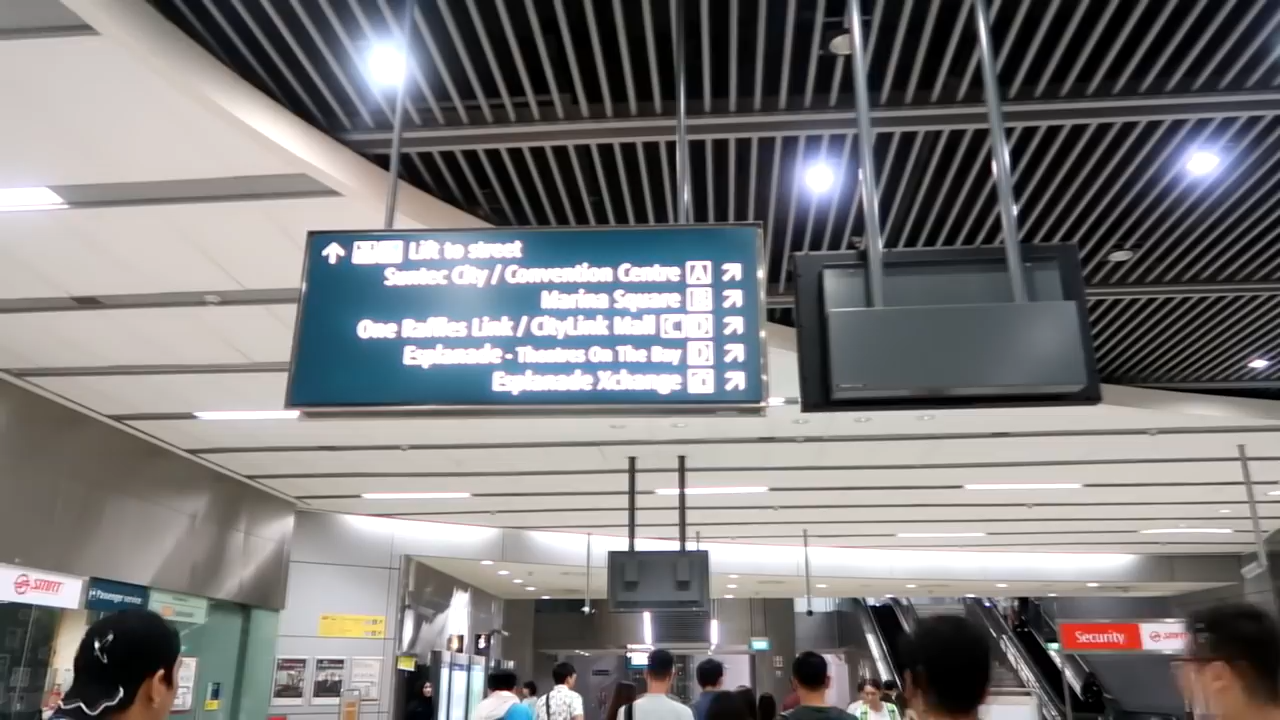 Lift to street
Suntec City / Convention Centre A
Marina Square B
One Raffles Link / CityLink Mall C D
Esplanade - Theatres On The Bay D
Esplanade Xchange
SMRT
Passenger service
Security SMRT